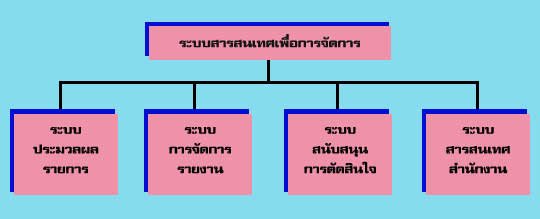 ระบบสารสนเทศเพื่อการจัดการ
ระบบ
ประมวลผล
รายการ
ระบบ
การจัดการ
รายงาน
ระบบ
สนับสนุน
การตัดสินใจ
ระบบ
สารสนเทศ
สำนักงาน